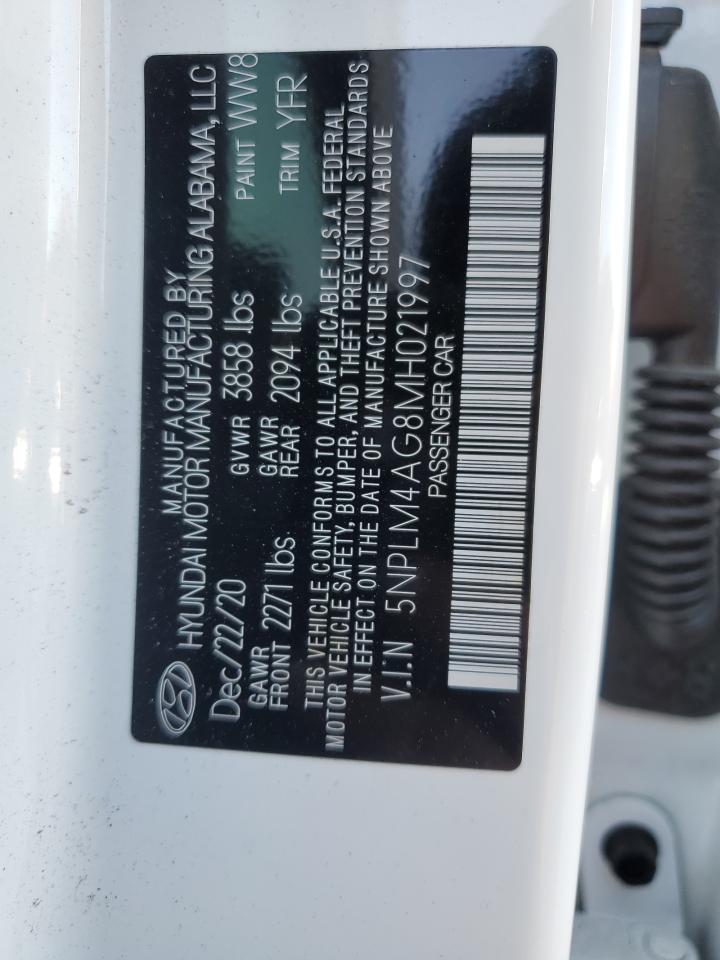 MANUFACTURED BY
HYUNDAI MOTOR MANUFACTURING ALABAMA, LLC
Dec/22/20 GVWR 3858 lbs PAINT WW8
GAWR FRONT 2271 lbs GAWR REAR 2094 lbs TRIM YFR
THIS VEHICLE CONFORMS TO ALL APPLICABLE U.S.A. FEDERAL
MOTOR VEHICLE SAFETY, BUMPER, AND THEFT PREVENTION STANDARDS
IN EFFECT ON THE DATE OF MANUFACTURE SHOWN ABOVE
V.I.N 5NPLM4AG8MH021997
PASSENGER CAR